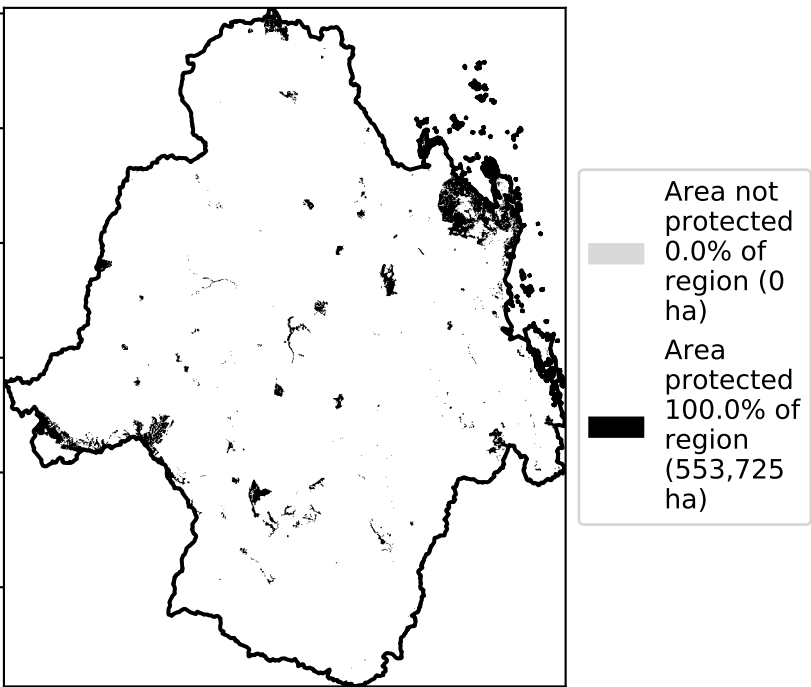 Area not
protected
0.0% of
region (0
ha)
Area
protected
100.0% of
region
(553,725
ha)